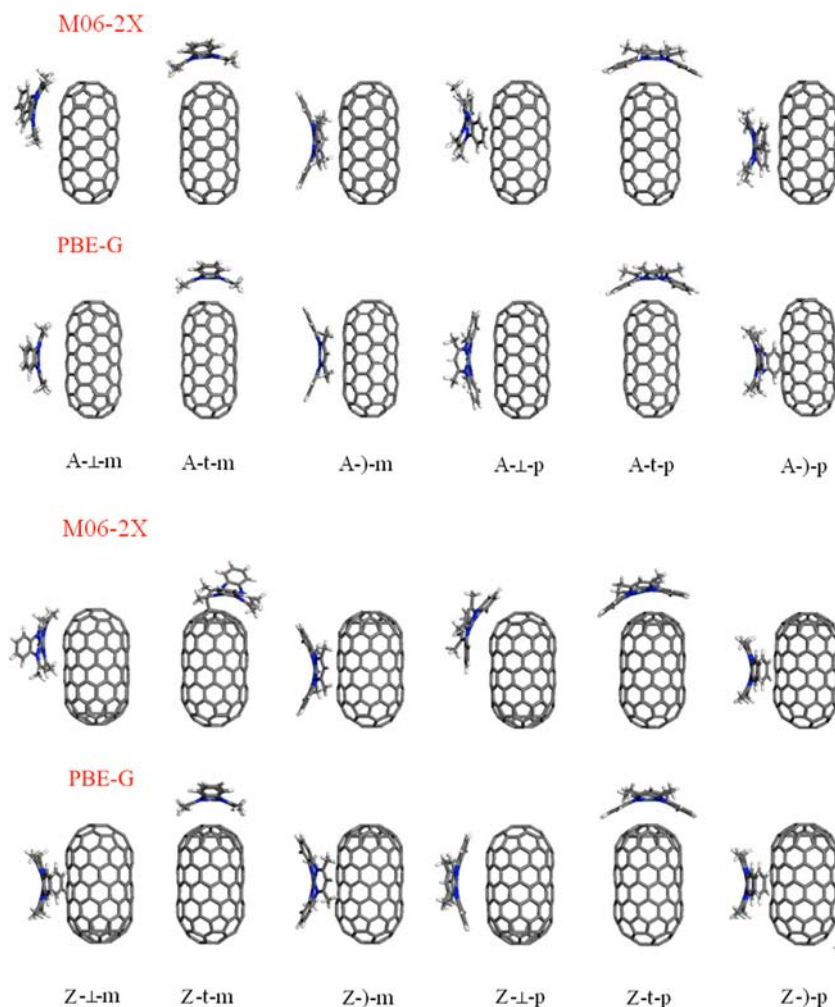 M06-2X
PBE-G
A-⊥-m A-t-m A-)-m A-⊥-p A-t-p A-)-p
M06-2X
PBE-G
Z-⊥-m Z-t-m Z-)-m Z-⊥-p Z-t-p Z-)-p